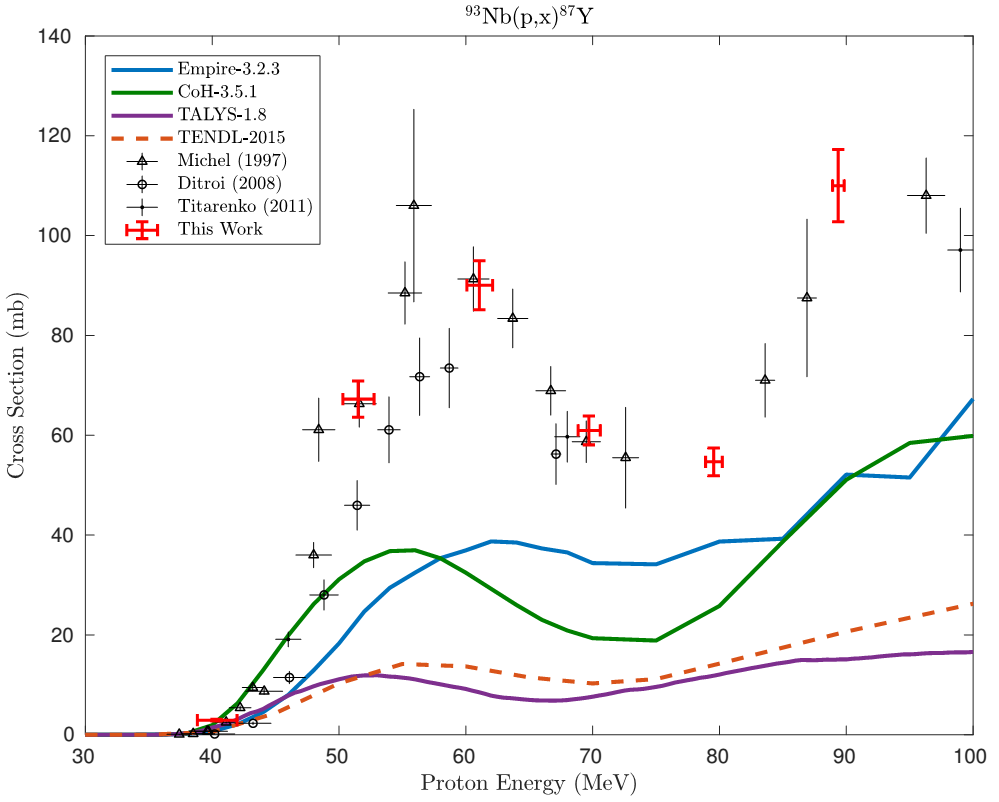 ⁹³Nb(p,x)⁸⁷Y
140
120
100
80
60
40
20
0
Cross Section (mb)
Empire-3.2.3
CoH-3.5.1
TALYS-1.8
TENDL-2015
Michel (1997)
Ditroi (2008)
Titarenko (2011)
This Work
30 40 50 60 70 80 90 100
Proton Energy (MeV)